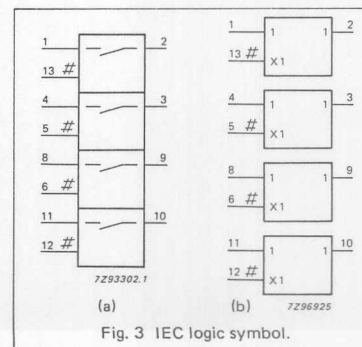 1 2
13 #
4 3
5 #
8 9
6 #
11 10
12 #
7Z93302.1
(a)
1 1 1 2
13 # X1
4 1 1 3
5 # X1
8 1 1 9
6 # X1
11 1 1 10
12 # X1
7Z96925
(b)
Fig. 3 IEC logic symbol.